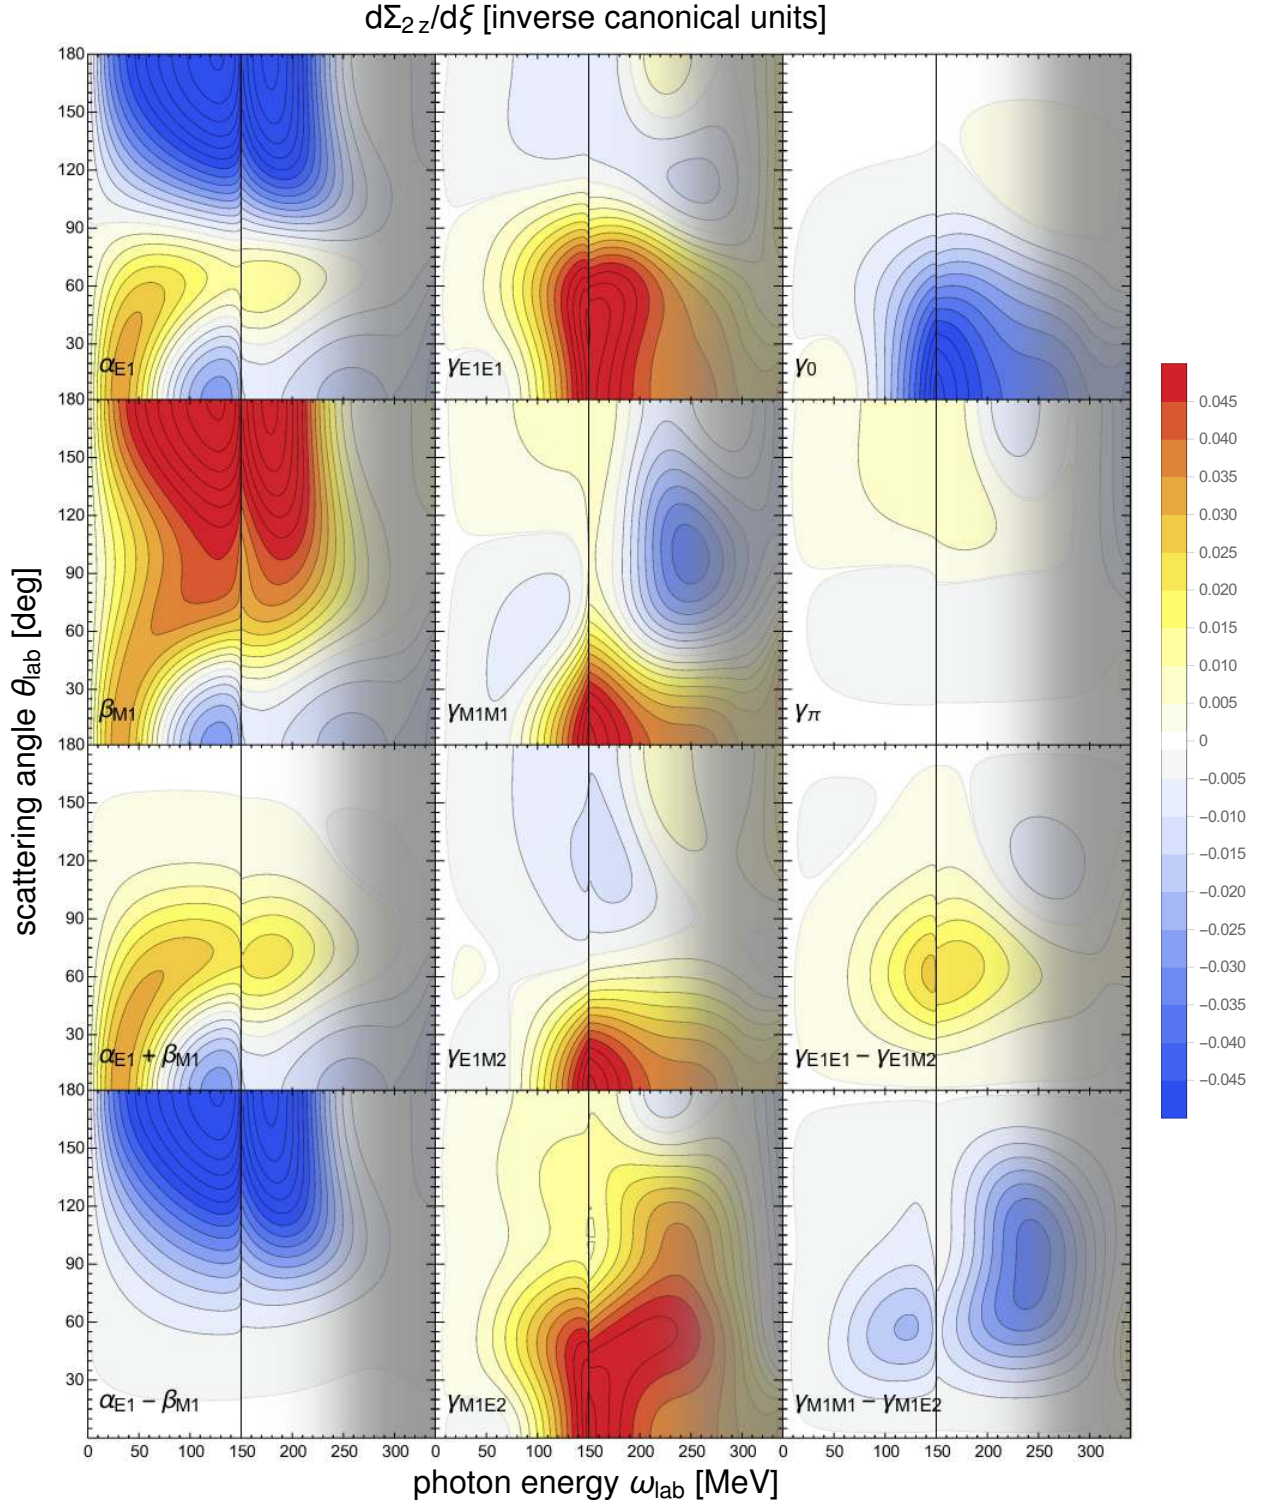 dΣ₂z/dξ [inverse canonical units]
scattering angle θlab [deg]
180
150
120
90
60
30
αE1
γE1E1
γ0
180
150
120
90
60
30
βM1
γM1M1
γπ
180
150
120
90
60
30
αE1 + βM1
γE1M2
γE1E1 − γE1M2
180
150
120
90
60
30
αE1 − βM1
γM1E2
γM1M1 − γM1E2
0 50 100 150 200 250 300 0 50 100 150 200 250 300 0 50 100 150 200 250 300
photon energy ωlab [MeV]
0.045
0.040
0.035
0.030
0.025
0.020
0.015
0.010
0.005
0
−0.005
−0.010
−0.015
−0.020
−0.025
−0.030
−0.035
−0.040
−0.045